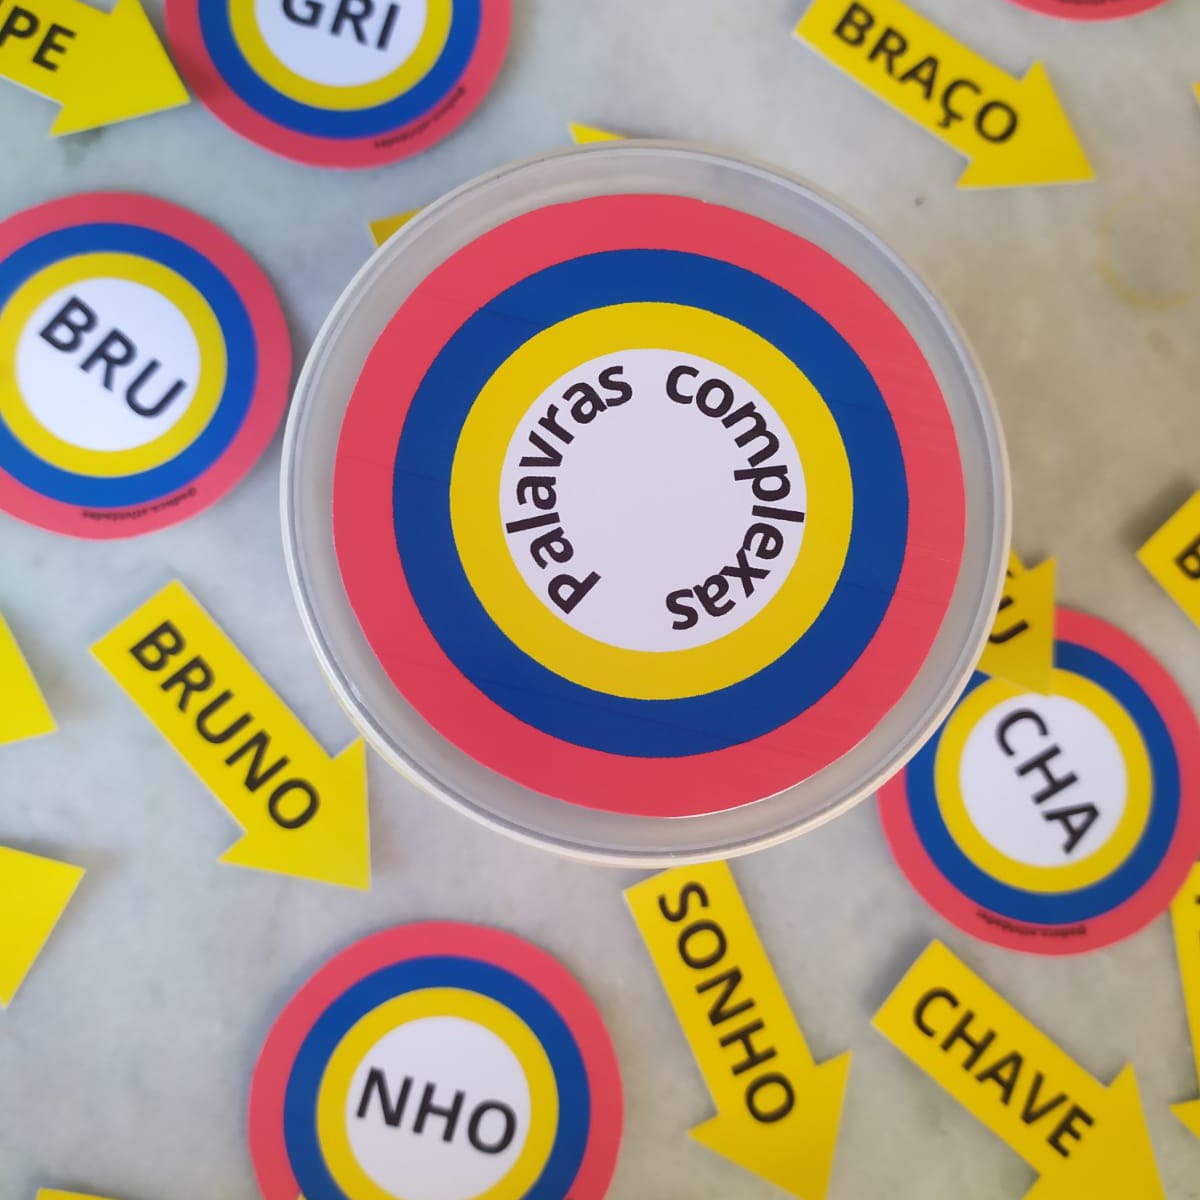 PE
GRI
BRAÇO
BRU
Palavras complexas
BRUNO
CHA
SONHO
CHAVE
NHO